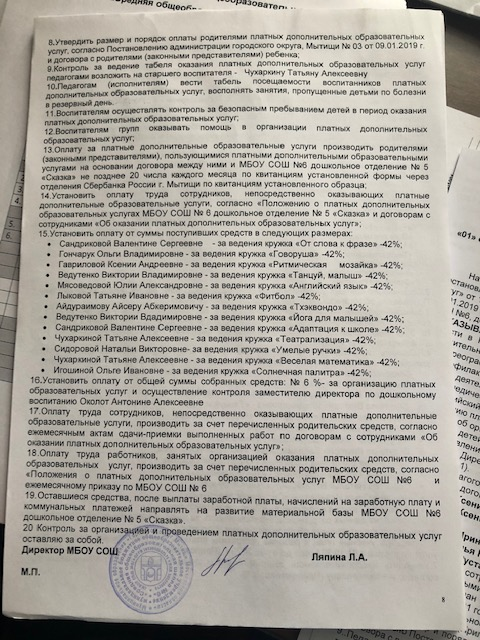 8.Утвердить размер и порядок оплаты родителями платных дополнительных образовательных
услуг, согласно Постановлению администрации городского округа, Мытищи № 03 от 09.01.2019 г
и договора с родителями (законными представителями) ребенка;
9.Контроль за ведение табеля оказания платных дополнительных образовательных услуг
педагогами возложить на старшего воспитателя - Чухаркину Татьяну Алексеевну
10.Педагогам (исполнителям) вести табель посещаемости воспитанников платных
дополнительных образовательных услуг, восполнять занятия, пропущенные детьми по болезни
в резервный день.
11.Воспитателям осуществлять контроль за безопасным пребыванием детей в период оказания
платных дополнительных образовательных услуг;
12.Воспитателям групп оказывать помощь в организации платных дополнительных
образовательных услуг;
13.Оплату за платные дополнительные образовательные услуги производить родителями
(законными представителями), пользующимися платными дополнительными образовательными
услугами на основании договора между ними и МБОУ СОШ №6 дошкольное отделение № 5
«Сказка» не позднее 20 числа каждого месяца по квитанциям установленной форме через
отделения Сбербанка России г. Мытищи по квитанциям установленного образца;
14.Установить оплату труда сотрудников, непосредственно оказывающих платные
дополнительные образовательные услуги, согласно «Положению о платных дополнительных
образовательных услугах МБОУ СОШ № 6 дошкольное отделение № 5 «Сказка» и договорам с
сотрудниками «Об оказании платных дополнительных образовательных услуг»;
15.Установить оплату от суммы поступивших средств в следующих размерах:
• Сандриковой Валентине Сергеевне - за ведения кружка «От слова к фразе» -42%;
• Гончарук Ольги Владимировне - за ведения кружка «Говоруша» -42%;
• Гавриловой Ксении Андреевне - за ведения кружка «Ритмическая мозайка» -42%;
• Ведутенко Виктории Владимировне - за ведения кружка «Танцуй, малыш» -42%;
• Мясоедовой Юлии Александровне - за ведения кружка «Английский язык» -42%;
• Лыковой Татьяне Ивановне - за ведения кружка «Фитбол» -42%;
• Айдураимову Айсеру Абкеримовичу - за ведения кружка «Тхэквондо» -42%;
• Ведутенко Виктории Владимировне - за ведения кружка «Йога для малышей» -42%;
• Сандриковой Валентине Сергеевне - за ведения кружка «Адаптация к школе» -42%;
• Чухаркиной Татьяне Алексеевне - за ведения кружка «Театрализация» -42%;
• Сидоровой Натальи Викторовне- за ведения кружка «Умелые ручки» -42%;
• Чухаркиной Татьяне Алексеевне - за ведения кружка «Веселая математика» -42%;
• Игошиной Ольге Ивановне - за ведения кружка «Солнечная палитра» -42%;
16.Установить оплату от общей суммы собранных средств: № 6 %- за организацию платных
образовательных услуг и осуществление контроля заместителю директора по дошкольному
воспитанию Околот Антонине Алексеевне
17.Оплату труда сотрудников, непосредственно оказывающих платные дополнительные
образовательные услуги, производить за счет перечисленных родительских средств, согласно
ежемесячным актам сдачи-приемки выполненных работ по договорам с сотрудниками «Об
оказании платных дополнительных образовательных услуг»;
18.Оплату труда работников, занятых организацией оказания платных дополнительных
образовательных услуг, производить за счет перечисленных родительских средств, согласно
«Положения о платных дополнительных образовательных услуг МБОУ СОШ №6 и
ежемесячному приказу по МБОУ СОШ № 6
19.Оставшиеся средства, после выплаты заработной платы, начислений на заработную плату и
коммунальных платежей направлять на развитие материальной базы МБОУ СОШ №6
дошкольное отделение № 5 «Сказка».
20 Контроль за организацией и проведением платных дополнительных образовательных услуг
оставляю за собой.
Директор МБОУ СОШ Ляпина Л.А.
М.П.
8